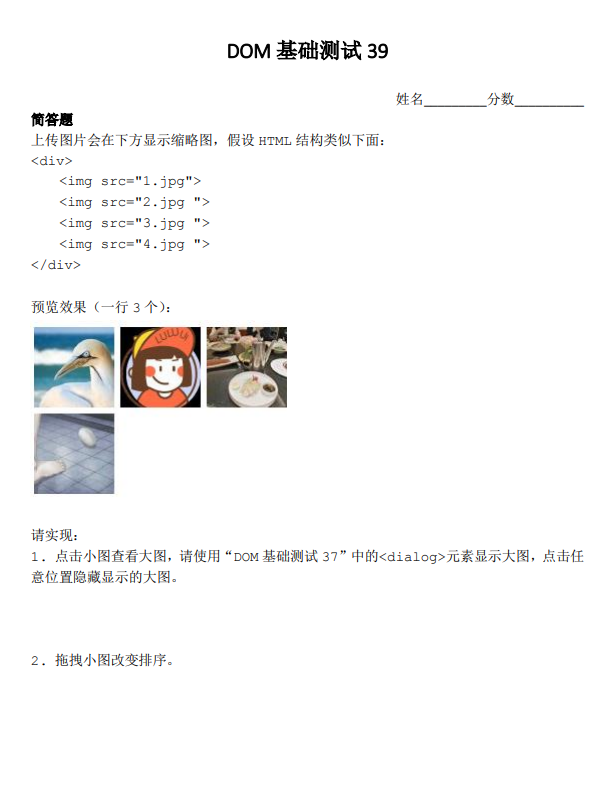 DOM 基础测试 39
姓名_________分数__________
简答题
上传图片会在下方显示缩略图，假设 HTML 结构类似下面：
<div>
<img src="1.jpg">
<img src="2.jpg ">
<img src="3.jpg ">
<img src="4.jpg ">
</div>
预览效果（一行 3 个）：
LULU
请实现：
1. 点击小图查看大图，请使用“DOM 基础测试 37”中的<dialog>元素显示大图，点击任
意位置隐藏显示的大图。
2. 拖拽小图改变排序。